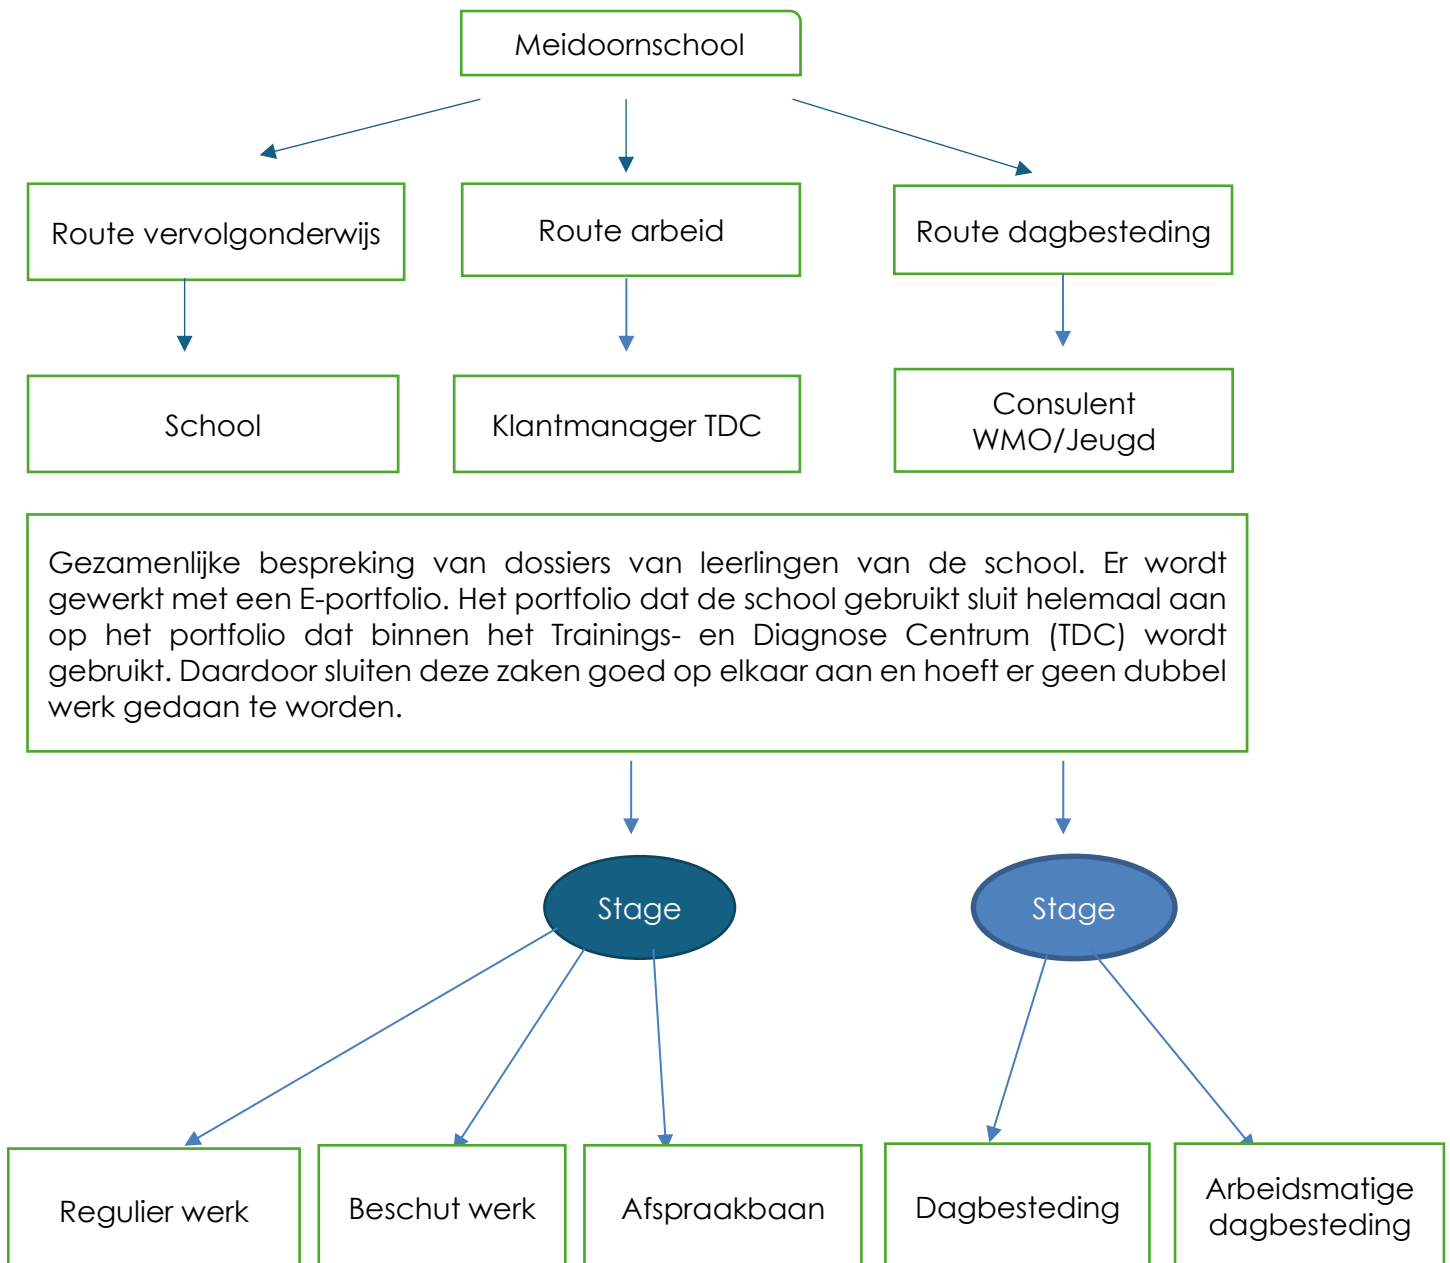 Meidoornschool
Route vervolgonderwijs
Route arbeid
Route dagbesteding
School
Klantmanager TDC
Consulent
WMO/Jeugd
Gezamenlijke bespreking van dossiers van leerlingen van de school. Er wordt
gewerkt met een E-portfolio. Het portfolio dat de school gebruikt sluit helemaal aan
op het portfolio dat binnen het Trainings- en Diagnose Centrum (TDC) wordt
gebruikt. Daardoor sluiten deze zaken goed op elkaar aan en hoeft er geen dubbel
werk gedaan te worden.
Stage
Stage
Regulier werk
Beschut werk
Afspraakbaan
Dagbesteding
Arbeidsmatige
dagbesteding